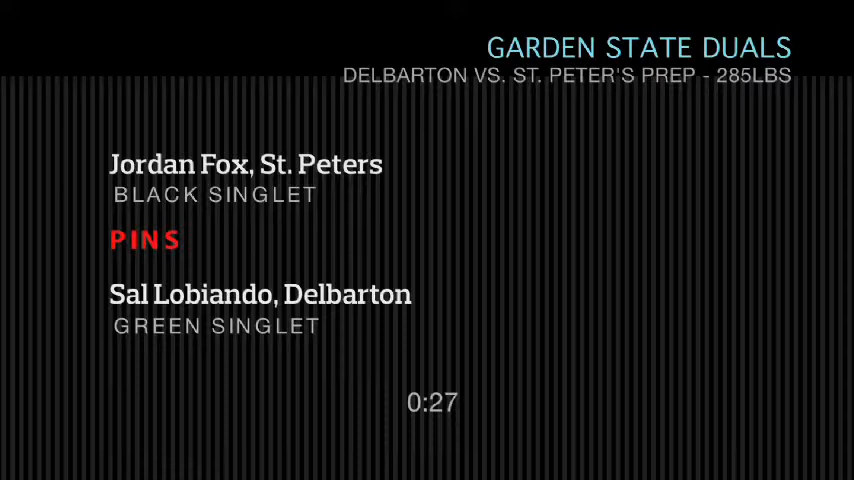 GARDEN STATE DUALS
DELBARTON VS. ST. PETER'S PREP - 285LBS
Jordan Fox, St. Peters
BLACK SINGLET
PINS
Sal Lobiando, Delbarton
GREEN SINGLET
0:27